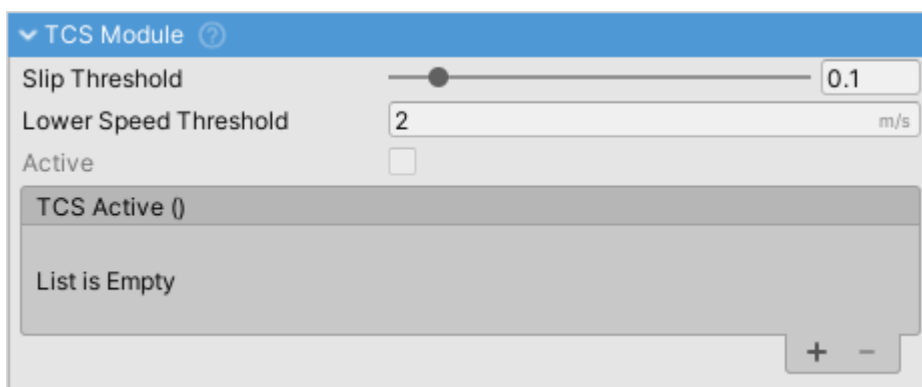 TCS Module ?
Slip Threshold 0.1
Lower Speed Threshold 2 m/s
Active
TCS Active ()
List is Empty
+ −